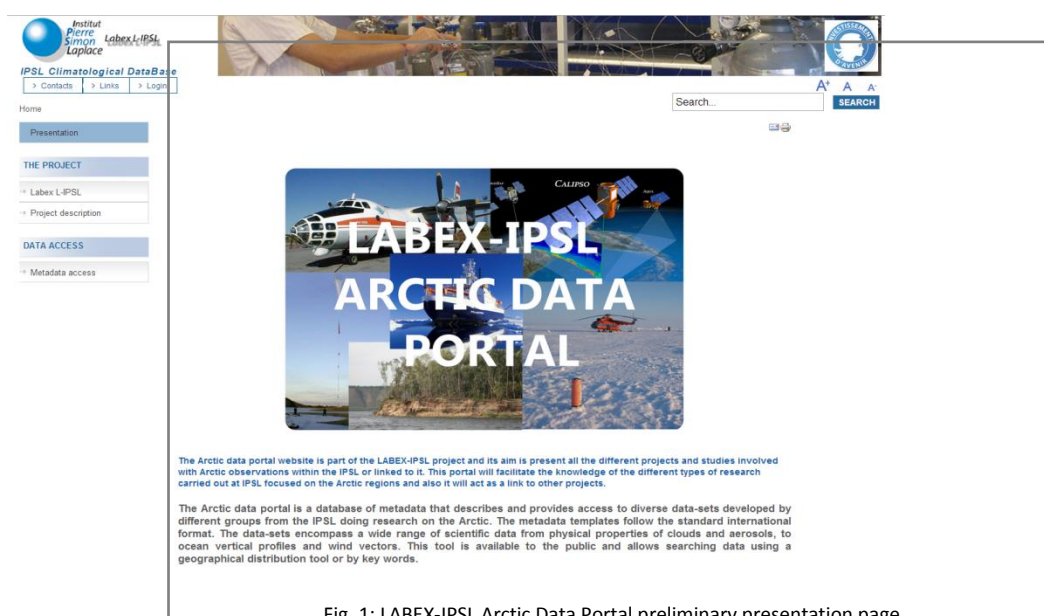 Institut
Pierre
Simon
Laplace
Labex L-IPSL
INVESTISSEMENTS
D'AVENIR
IPSL Climatological DataBase
> Contacts > Links > Login
A+ A A-
Search... SEARCH
Home
Presentation
THE PROJECT
Labex L-IPSL
Project description
DATA ACCESS
Metadata access
CALIPSO
Aqua
LABEX-IPSL
ARCTIC DATA
PORTAL
The Arctic data portal website is part of the LABEX-IPSL project and its aim is present all the different projects and studies involved
with Arctic observations within the IPSL or linked to it. This portal will facilitate the knowledge of the different types of research
carried out at IPSL focused on the Arctic regions and also it will act as a link to other projects.
The Arctic data portal is a database of metadata that describes and provides access to diverse data-sets developed by
different groups from the IPSL doing research on the Arctic. The metadata templates follow the standard international
format. The data-sets encompass a wide range of scientific data from physical properties of clouds and aerosols, to
ocean vertical profiles and wind vectors. This tool is available to the public and allows searching data using a
geographical distribution tool or by key words.
Fig. 1: LABEX-IPSL Arctic Data Portal preliminary presentation page